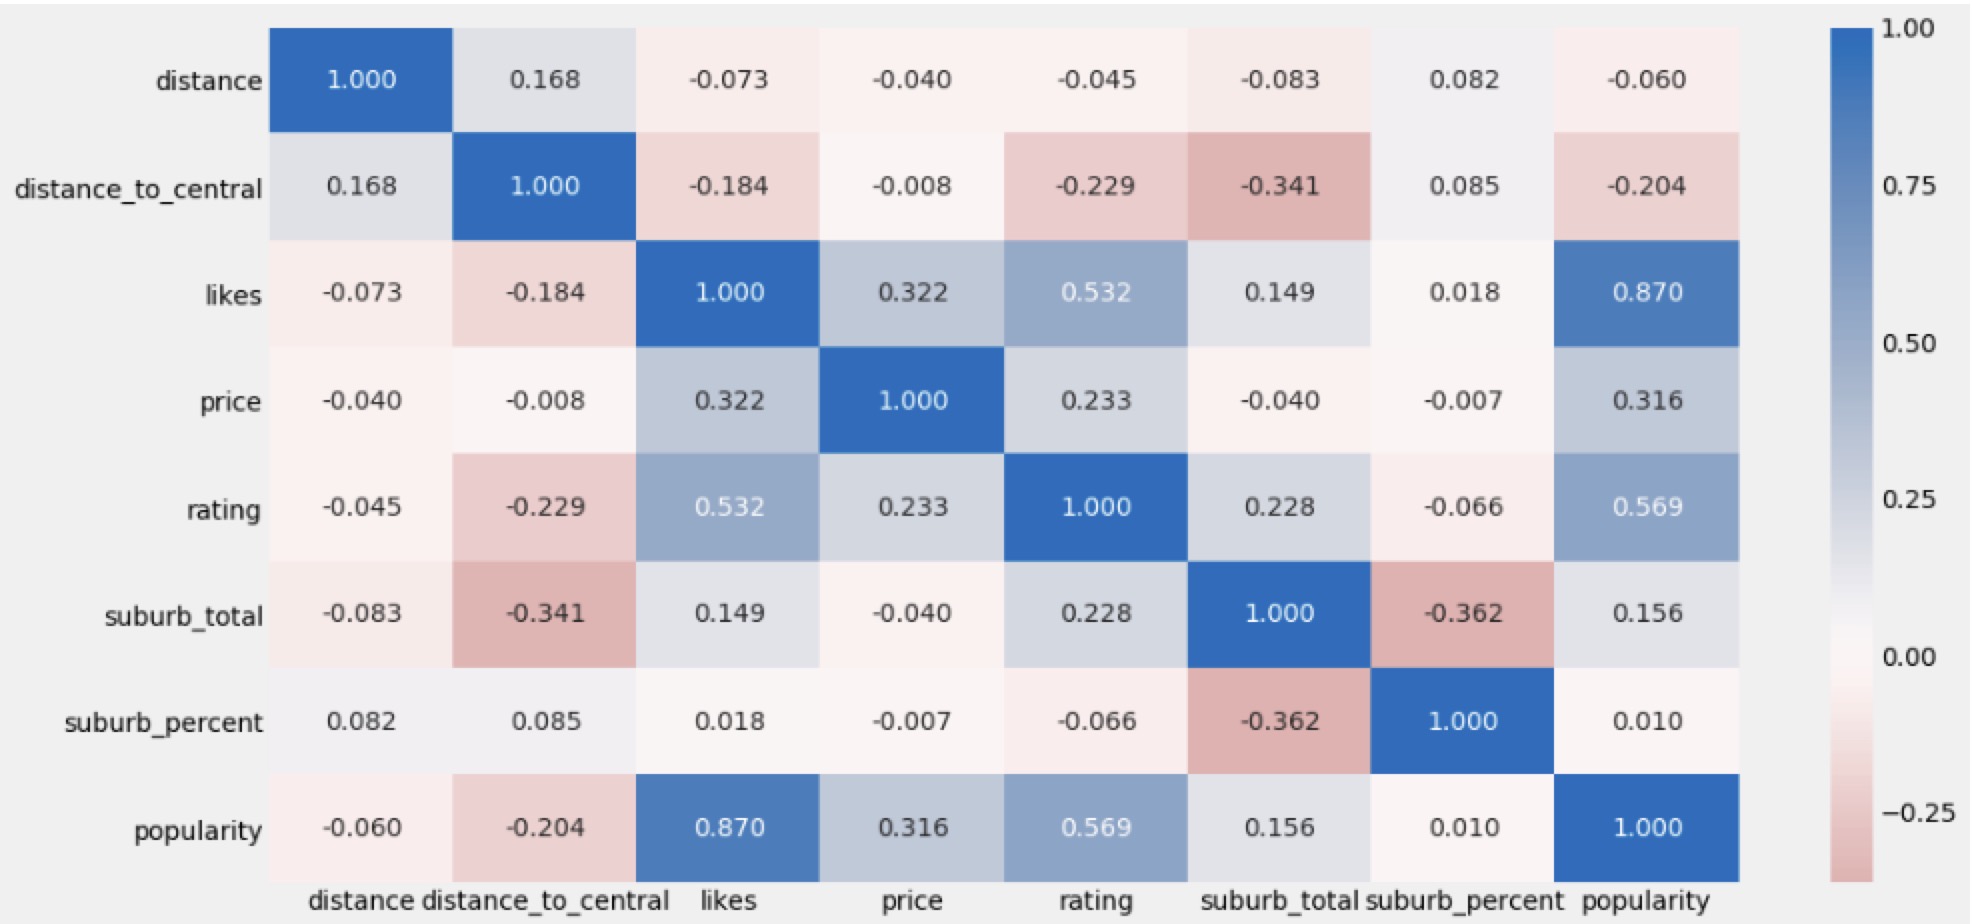 distance 1.000 0.168 -0.073 -0.040 -0.045 -0.083 0.082 -0.060
distance_to_central 0.168 1.000 -0.184 -0.008 -0.229 -0.341 0.085 -0.204
likes -0.073 -0.184 1.000 0.322 0.532 0.149 0.018 0.870
price -0.040 -0.008 0.322 1.000 0.233 -0.040 -0.007 0.316
rating -0.045 -0.229 0.532 0.233 1.000 0.228 -0.066 0.569
suburb_total -0.083 -0.341 0.149 -0.040 0.228 1.000 -0.362 0.156
suburb_percent 0.082 0.085 0.018 -0.007 -0.066 -0.362 1.000 0.010
popularity -0.060 -0.204 0.870 0.316 0.569 0.156 0.010 1.000
distance distance_to_central likes price rating suburb_total suburb_percent popularity
1.00
0.75
0.50
0.25
0.00
−0.25